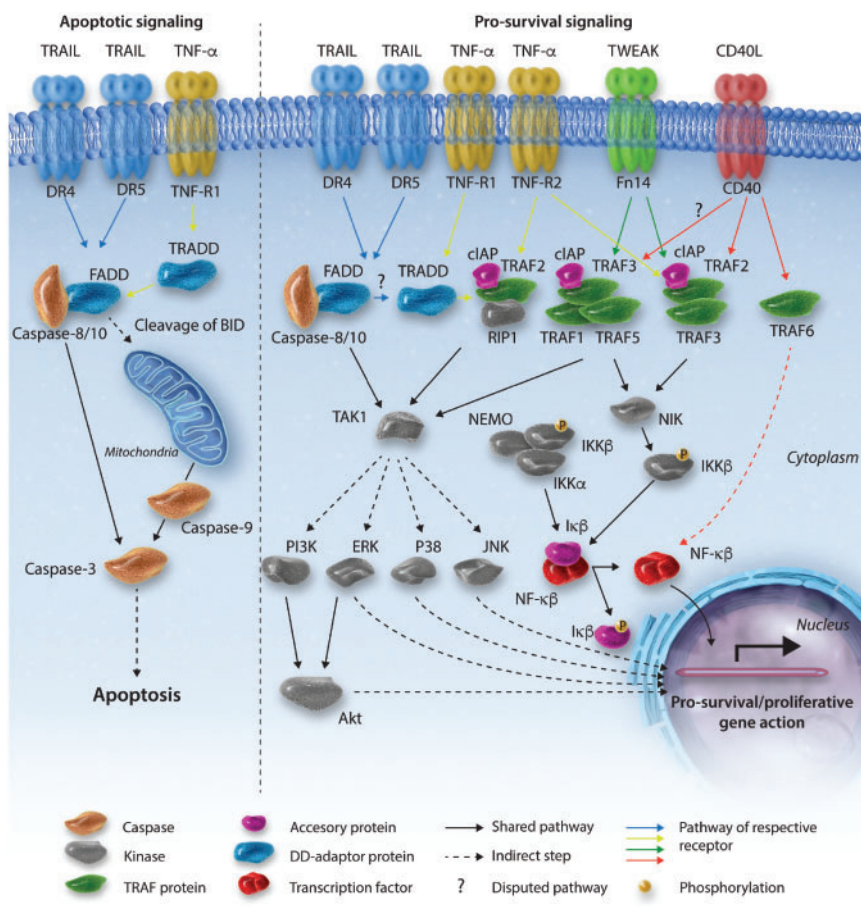 Apoptotic signaling
Pro-survival signaling
TRAIL TRAIL TNF-α
TRAIL TRAIL TNF-α TNF-α TWEAK CD40L
DR4 DR5 TNF-R1
DR4 DR5 TNF-R1 TNF-R2 Fn14 CD40
?
TRADD
FADD
Caspase-8/10
Cleavage of BID
Mitochondria
Caspase-9
Caspase-3
Apoptosis
FADD
?
TRADD
Caspase-8/10
cIAP
TRAF2
RIP1
cIAP
TRAF3
TRAF1 TRAF5
cIAP
TRAF2
TRAF3
TRAF6
TAK1
NEMO
P
IKKβ
IKKα
NIK
P
IKKβ
Cytoplasm
PI3K ERK P38 JNK
Iκβ
NF-κβ
NF-κβ
Iκβ
P
Akt
Nucleus
Pro-survival/proliferative
gene action
Caspase
Kinase
TRAF protein
Accesory protein
DD-adaptor protein
Transcription factor
Shared pathway
Indirect step
? Disputed pathway
Pathway of respective
receptor
Phosphorylation